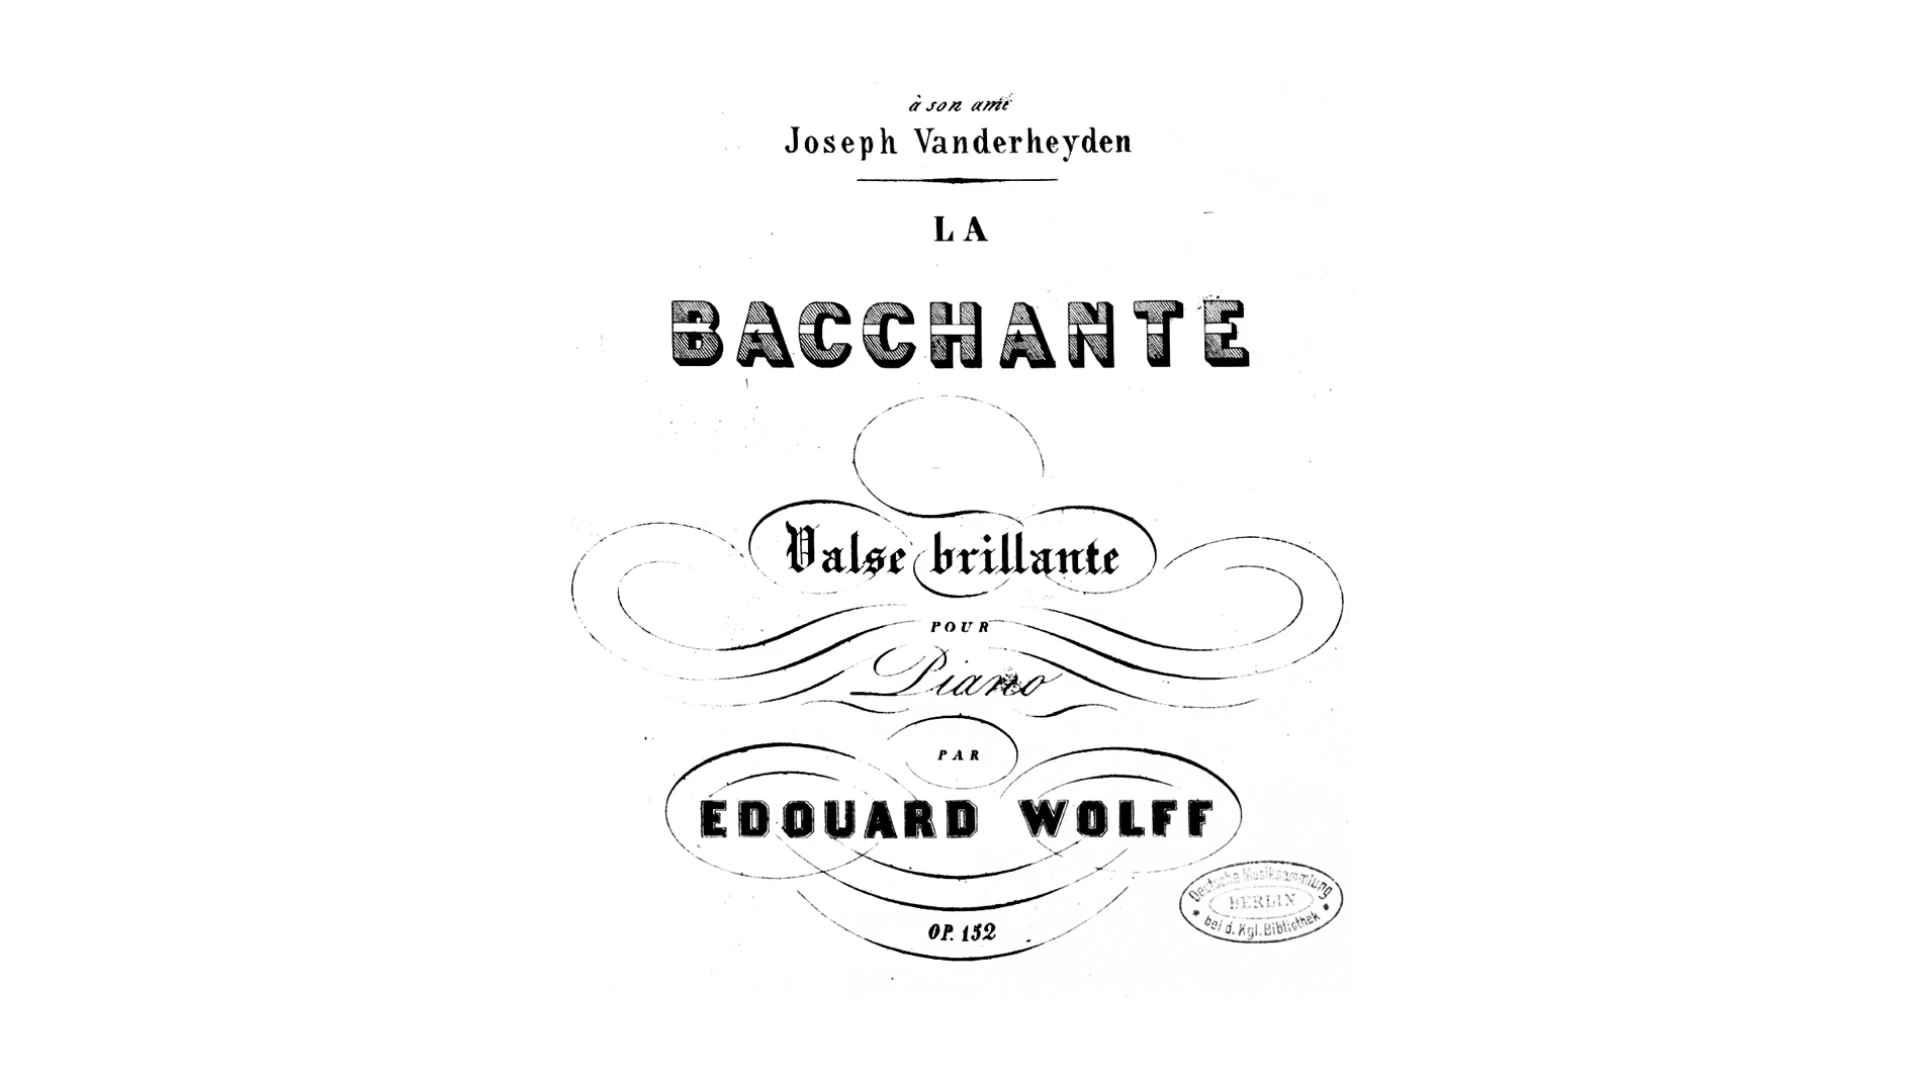 à son ami
Joseph Vanderheyden
LA
BACCHANTE
Valse brillante
POUR
Piano
PAR
EDOUARD WOLFF
OP. 152
Deutsche Musiksammlung
BERLIN
* bei d. Kgl. Bibliothek *